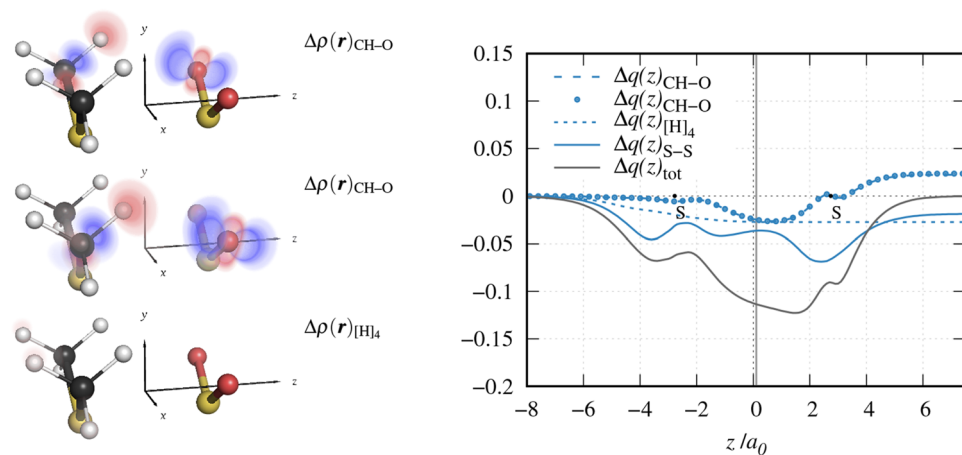 Δρ(r)CH–O
y
z
x
Δρ(r)CH–O
y
z
x
Δρ(r)[H]4
y
z
x
0.15
0.1
0.05
0
−0.05
−0.1
−0.15
−0.2
Δq(z)CH–O
Δq(z)CH–O
Δq(z)[H]4
Δq(z)S–S
Δq(z)tot
S
S
−8 −6 −4 −2 0 2 4 6
z/a0